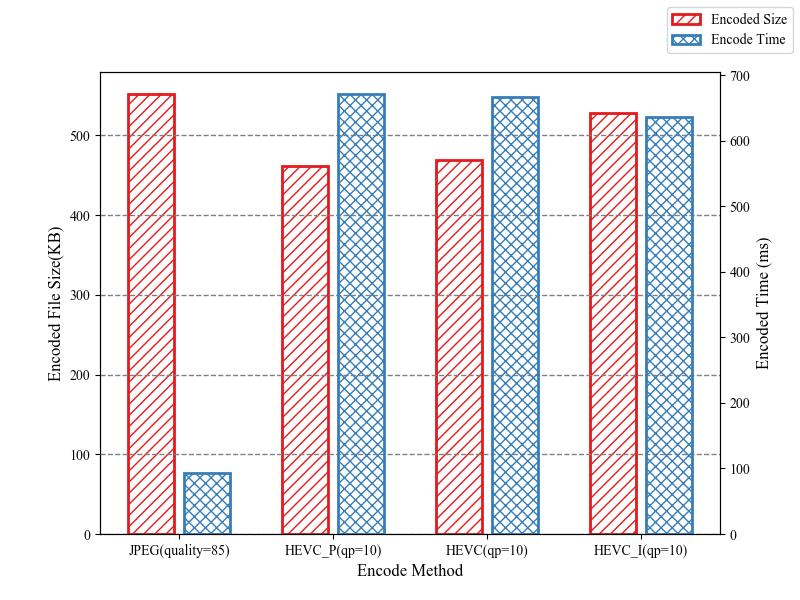 Encoded Size
Encode Time
Encoded File Size(KB)
500
400
300
200
100
0
700
600
500
400
300
200
100
0
Encoded Time (ms)
JPEG(quality=85)
HEVC_P(qp=10)
HEVC(qp=10)
HEVC_I(qp=10)
Encode Method